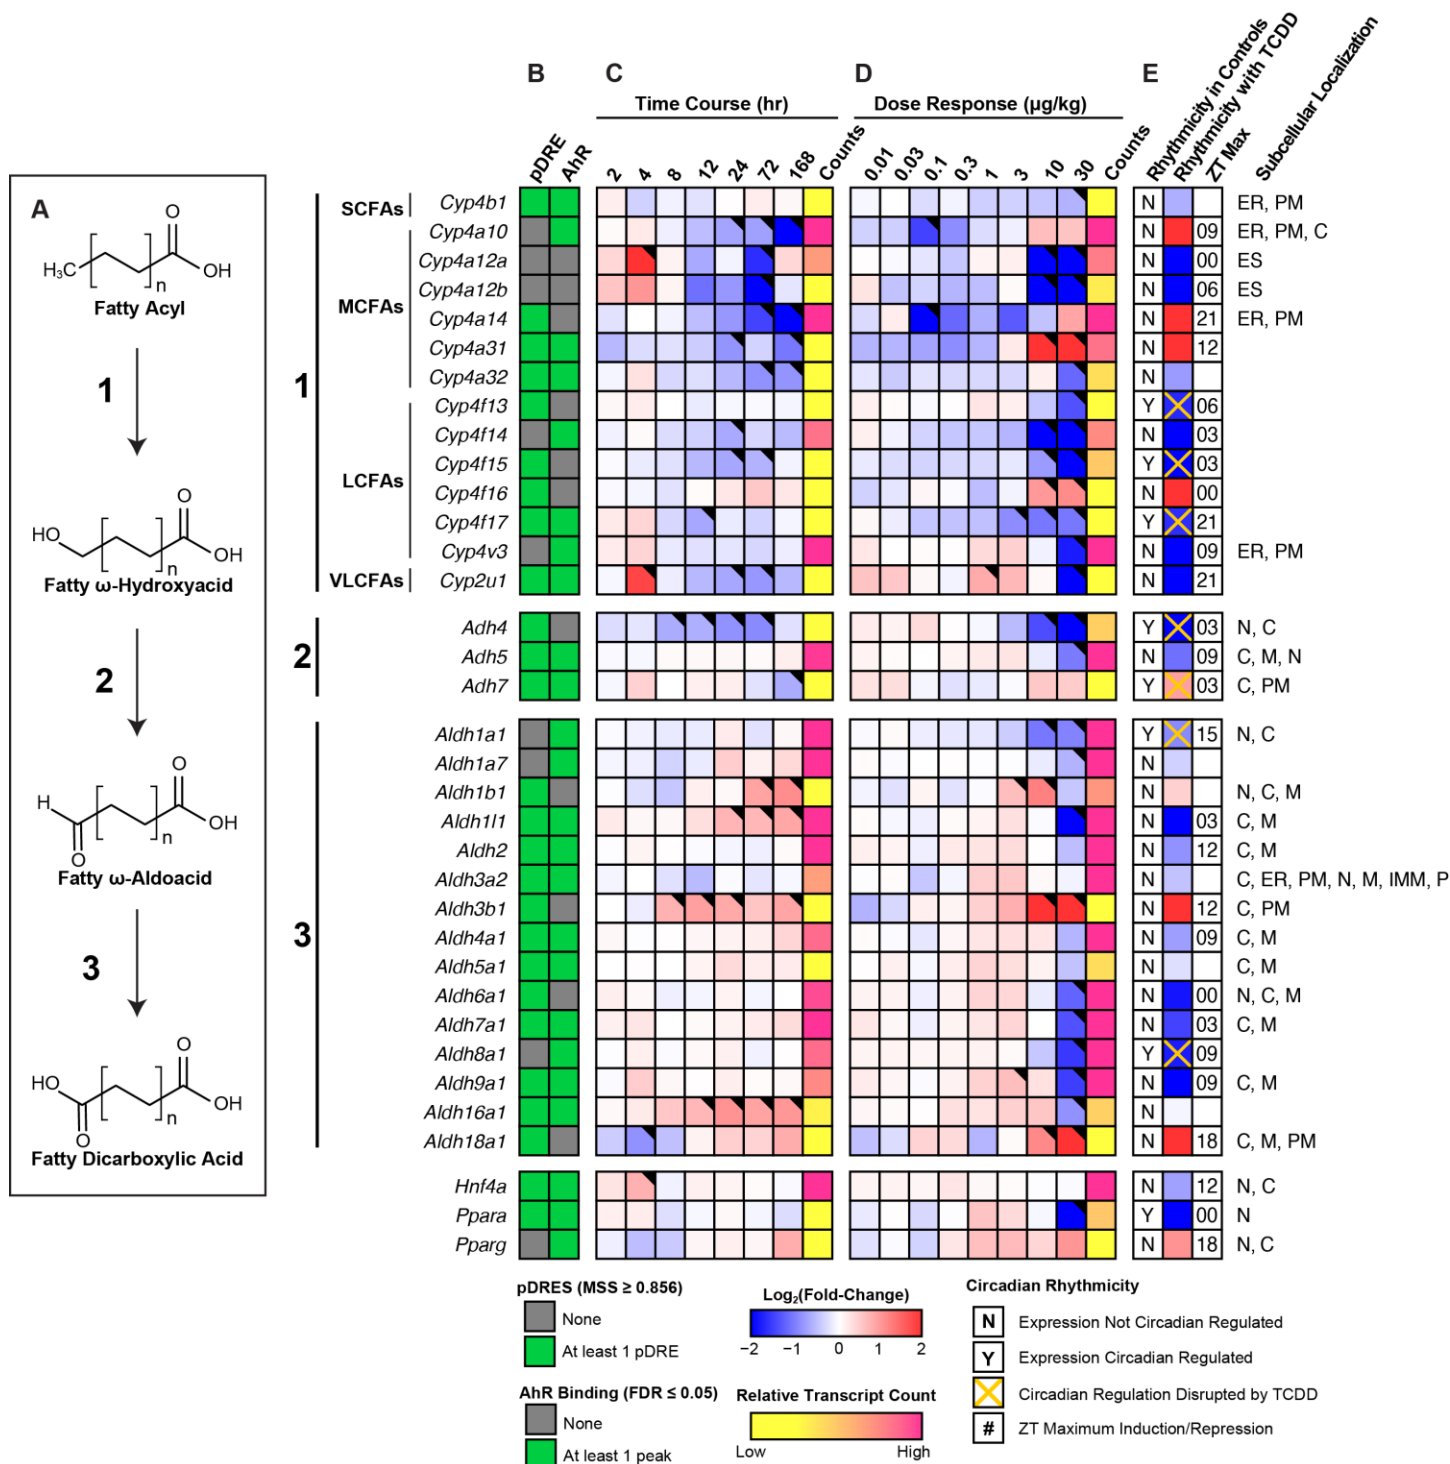 B C D E
Rhythmicity in Controls
Rhythmicity with TCDD
ZT Max
Subcellular Localization
Time Course (hr)
Dose Response (µg/kg)
pDRE AhR 2 4 8 12 24 72 168 Counts 0.01 0.03 0.1 0.3 1 3 10 30 Counts
A
O
H₃C OH
n
Fatty Acyl
1
O
HO OH
n
Fatty ω-Hydroxyacid
2
O
H OH
O n
Fatty ω-Aldoacid
3
O
HO OH
O n
Fatty Dicarboxylic Acid
1
SCFAs
MCFAs
LCFAs
VLCFAs
Cyp4b1 N ER, PM
Cyp4a10 N 09 ER, PM, C
Cyp4a12a N 00 ES
Cyp4a12b N 06 ES
Cyp4a14 N 21 ER, PM
Cyp4a31 N 12
Cyp4a32 N
Cyp4f13 Y 06
Cyp4f14 N 03
Cyp4f15 Y 03
Cyp4f16 N 00
Cyp4f17 Y 21
Cyp4v3 N 09 ER, PM
Cyp2u1 N 21
2
Adh4 Y 03 N, C
Adh5 N 09 C, M, N
Adh7 Y 03 C, PM
3
Aldh1a1 Y 15 N, C
Aldh1a7 N
Aldh1b1 N N, C, M
Aldh1l1 N 03 C, M
Aldh2 N 12 C, M
Aldh3a2 N C, ER, PM, N, M, IMM, P
Aldh3b1 N 12 C, PM
Aldh4a1 N 09 C, M
Aldh5a1 N C, M
Aldh6a1 N 00 N, C, M
Aldh7a1 N 03 C, M
Aldh8a1 Y 09
Aldh9a1 N 09 C, M
Aldh16a1 N
Aldh18a1 N 18 C, M, PM
Hnf4a N 12 N, C
Ppara Y 00 N
Pparg N 18 N, C
pDRES (MSS ≥ 0.856)
None
At least 1 pDRE
AhR Binding (FDR ≤ 0.05)
None
At least 1 peak
Log₂(Fold-Change)
−2 −1 0 1 2
Relative Transcript Count
Low High
Circadian Rhythmicity
N Expression Not Circadian Regulated
Y Expression Circadian Regulated
Circadian Regulation Disrupted by TCDD
# ZT Maximum Induction/Repression